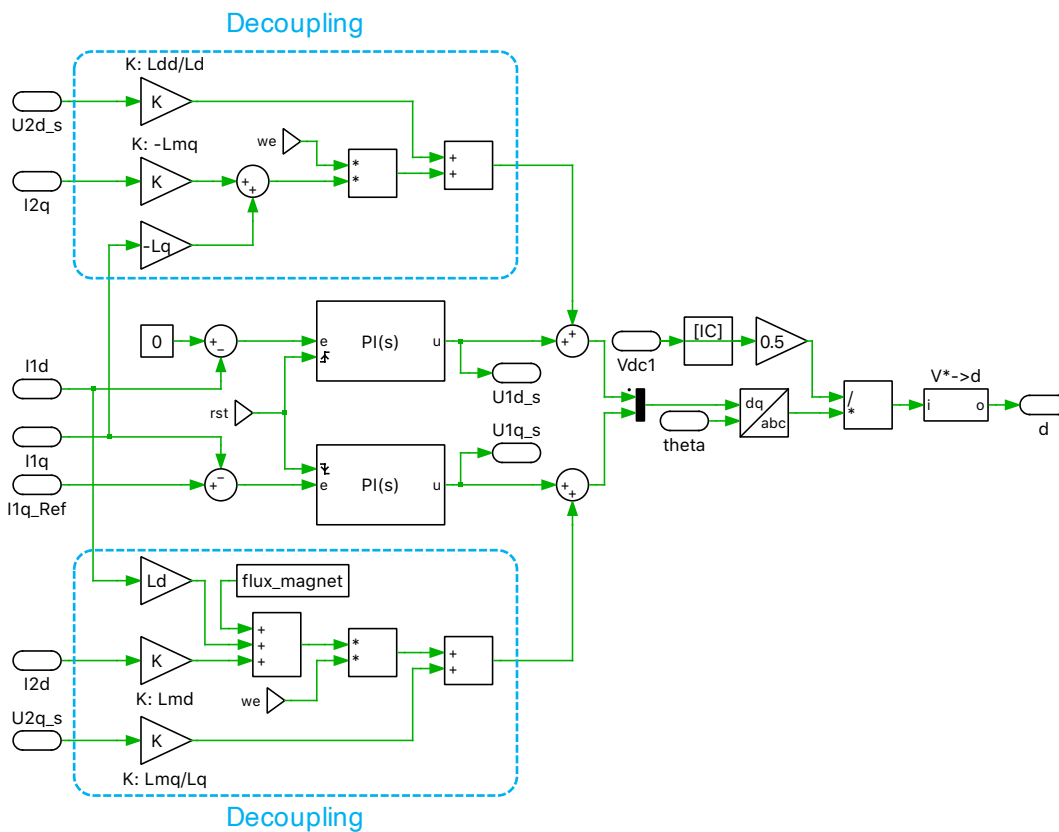 Decoupling
K: Ldd/Ld
K
U2d_s
we
K: -Lmq
*
*
+
+
K
+
+
I2q
-Lq
0
+
−
e
PI(s)
u
+
+
Vdc1
[IC]
0.5
I1d
U1d_s
V*->d
rst
dq
abc
/
*
i
o
I1q
U1q_s
theta
d
−
+
e
PI(s)
u
+
+
I1q_Ref
Ld
flux_magnet
+
+
+
*
*
+
+
K
I2d
K: Lmd
we
U2q_s
K
K: Lmq/Lq
Decoupling